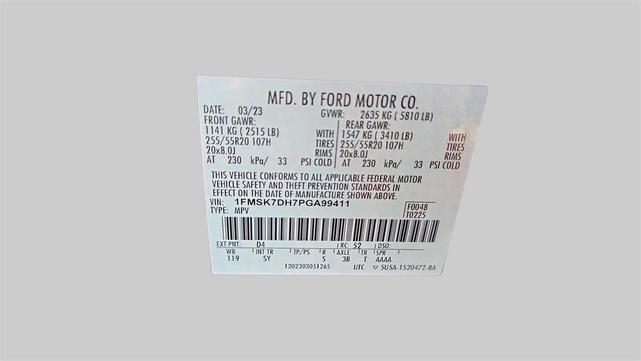 MFD. BY FORD MOTOR CO.
DATE: 03/23 GVWR: 2635 KG ( 5810 LB)
FRONT GAWR: REAR GAWR:
1141 KG ( 2515 LB) WITH 1547 KG ( 3410 LB) WITH
255/55R20 107H TIRES 255/55R20 107H TIRES
20x8.0J RIMS 20x8.0J RIMS
AT 230 kPa/ 33 PSI COLD AT 230 kPa/ 33 PSI COLD
THIS VEHICLE CONFORMS TO ALL APPLICABLE FEDERAL MOTOR
VEHICLE SAFETY AND THEFT PREVENTION STANDARDS IN
EFFECT ON THE DATE OF MANUFACTURE SHOWN ABOVE.
VIN: 1FMSK7DH7PGA99411 F0048
TYPE: MPV T0225
EXT PNT: D4 RC: 52 DSO:
WB INT TR TP/PS R AXLE TR SPR
119 5Y S 3B T AAAA
1202303051265 UTC ▽ SU5A-1520472-BA